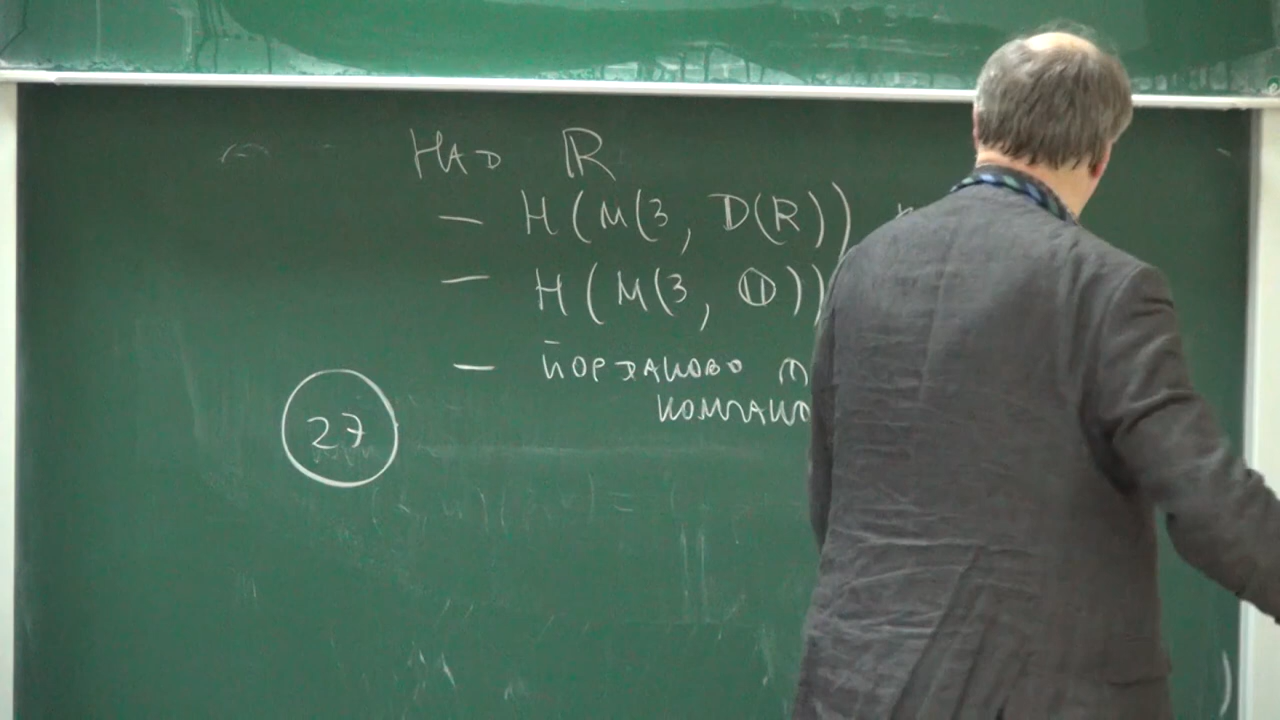 Над ℝ
— H(M(3, D(R))
— H(M(3, 𝕆))
— йорданово
компакт
27